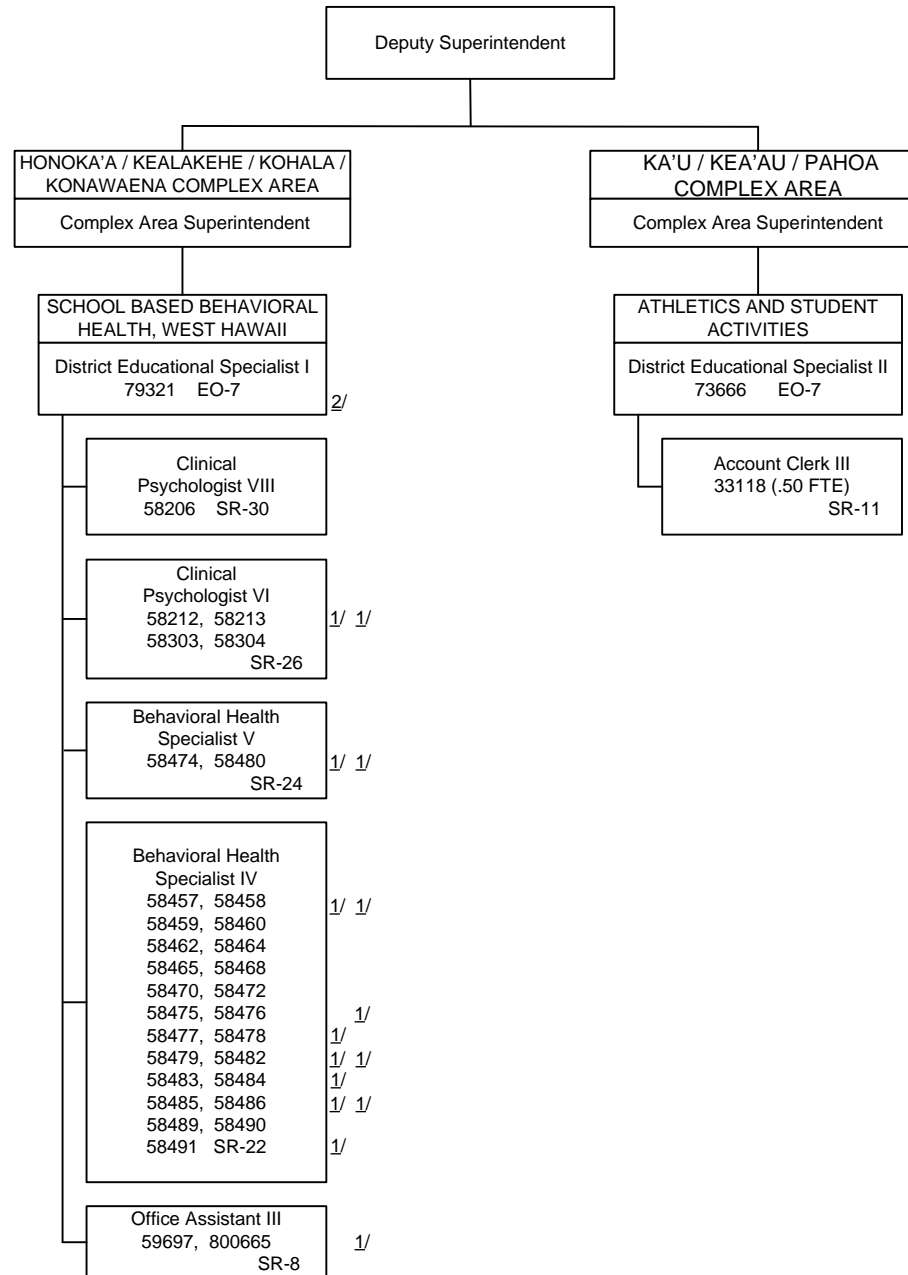 Deputy Superintendent
HONOKA'A / KEALAKEHE / KOHALA /
KONAWAENA COMPLEX AREA
Complex Area Superintendent
SCHOOL BASED BEHAVIORAL
HEALTH, WEST HAWAII
District Educational Specialist I
79321 EO-7
2/
Clinical
Psychologist VIII
58206 SR-30
Clinical
Psychologist VI
58212, 58213 1/ 1/
58303, 58304
SR-26
Behavioral Health
Specialist V
58474, 58480 1/ 1/
SR-24
Behavioral Health
Specialist IV
58457, 58458 1/ 1/
58459, 58460
58462, 58464
58465, 58468
58470, 58472
58475, 58476 1/
58477, 58478 1/
58479, 58482 1/ 1/
58483, 58484 1/
58485, 58486 1/ 1/
58489, 58490
58491 SR-22 1/
Office Assistant III
59697, 800665 1/
SR-8
KA'U / KEA'AU / PAHOA
COMPLEX AREA
Complex Area Superintendent
ATHLETICS AND STUDENT
ACTIVITIES
District Educational Specialist II
73666 EO-7
Account Clerk III
33118 (.50 FTE)
SR-11